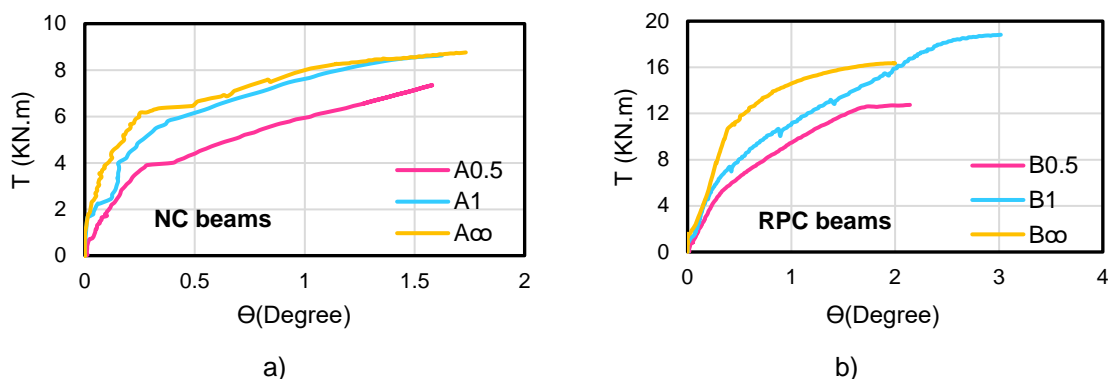 10
8
6
4
2
0
T (KN.m)
0
0.5
1
1.5
2
Ɵ(Degree)
A0.5
A1
A∞
NC beams
a)
20
16
12
8
4
0
T (KN.m)
0
1
2
3
4
Ɵ(Degree)
B0.5
B1
B∞
RPC beams
b)